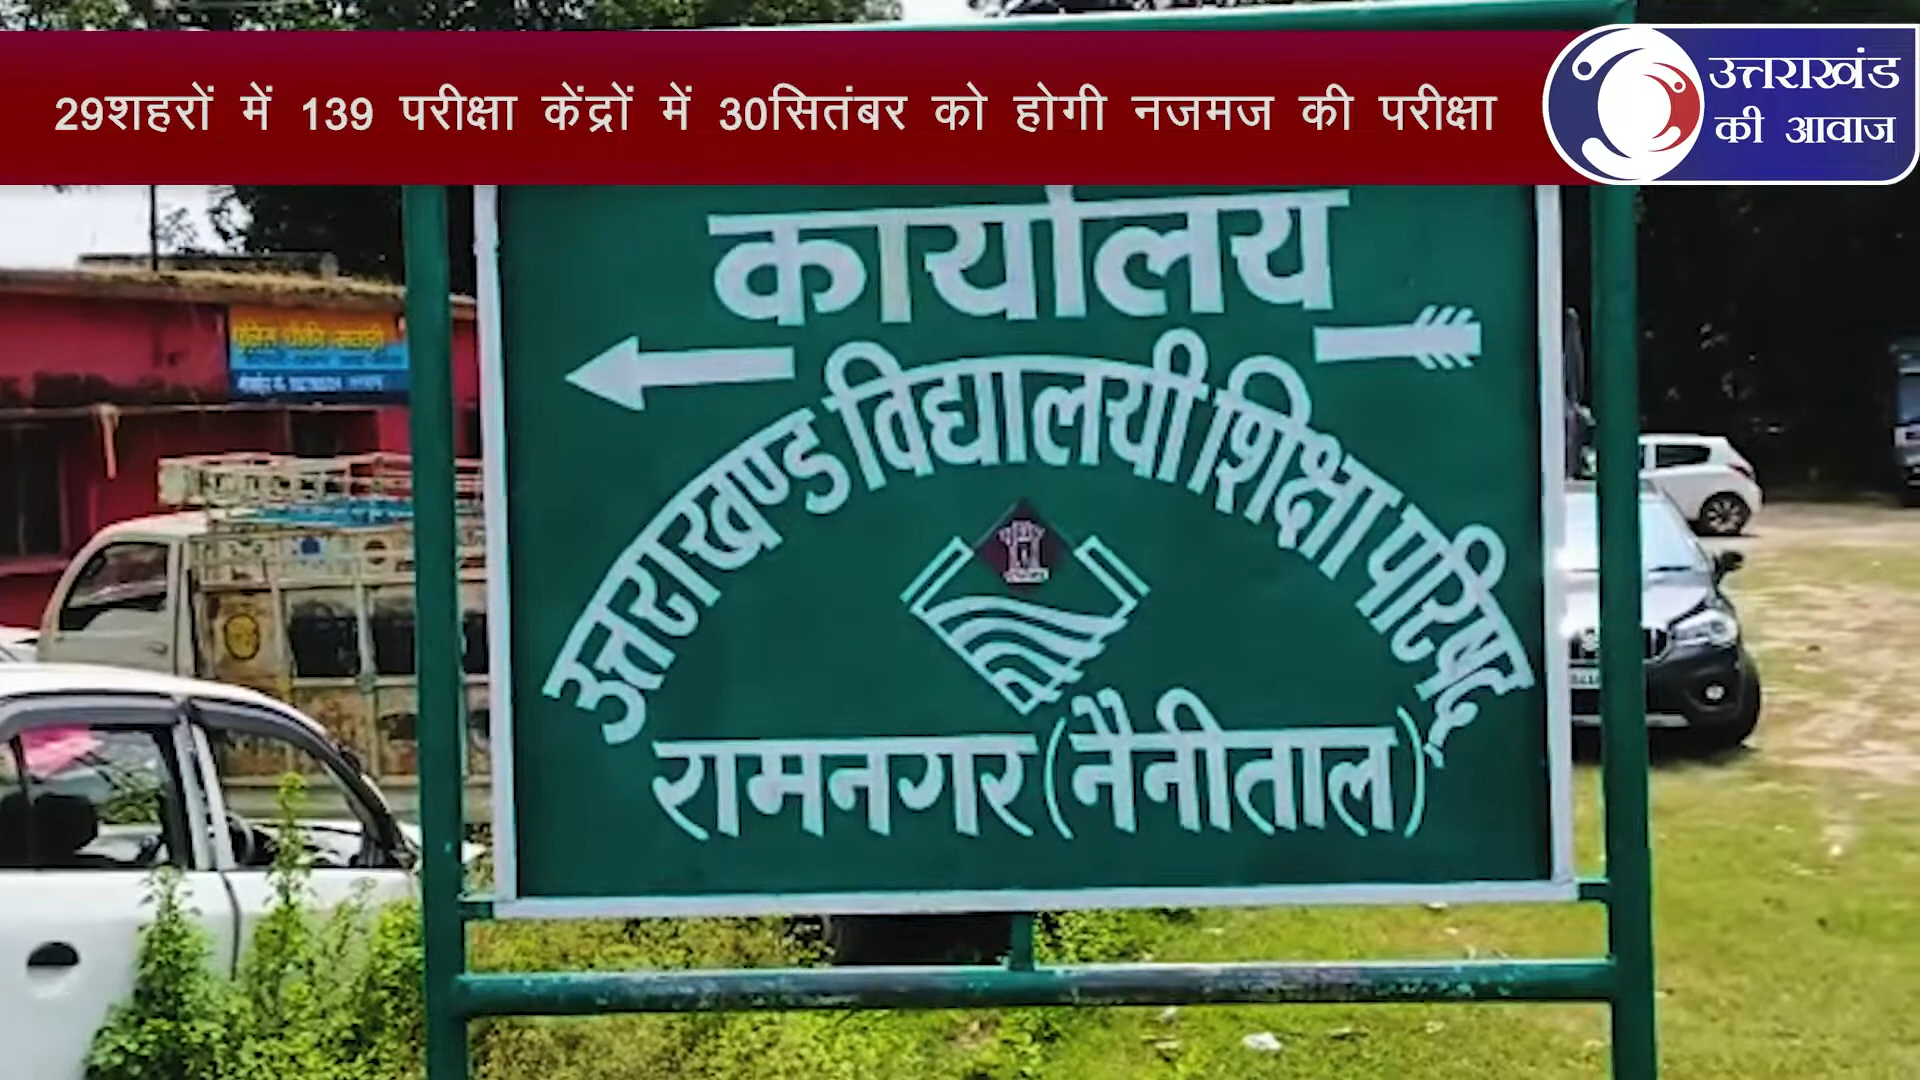 29शहरों में 139 परीक्षा केंद्रों में 30सितंबर को होगी नजमज की परीक्षा
उत्तराखंड
की आवाज
कार्यालय
उत्तराखण्ड विद्यालयी शिक्षा परिषद्,
रामनगर (नैनीताल)